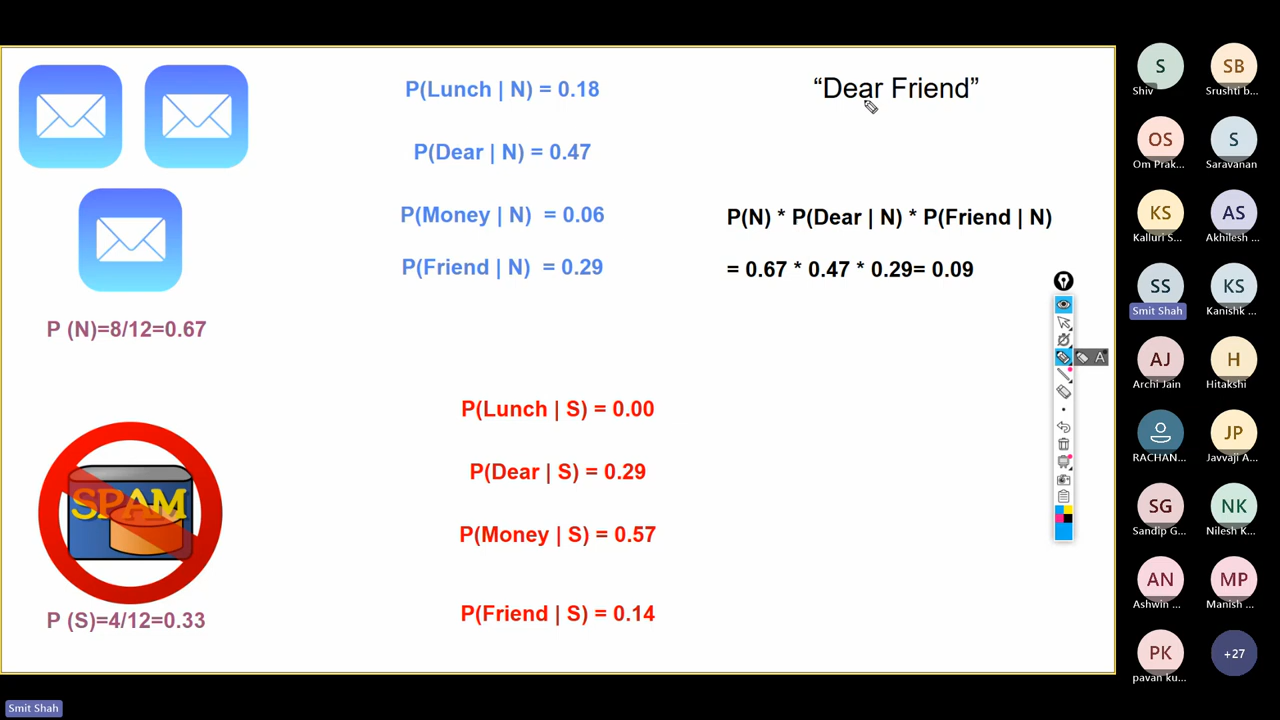 P(Lunch | N) = 0.18
P(Dear | N) = 0.47
P(Money | N) = 0.06
P(Friend | N) = 0.29
P (N)=8/12=0.67
“Dear Friend”
P(N) * P(Dear | N) * P(Friend | N)
= 0.67 * 0.47 * 0.29= 0.09
A
P(Lunch | S) = 0.00
P(Dear | S) = 0.29
P(Money | S) = 0.57
P(Friend | S) = 0.14
SPAM
P (S)=4/12=0.33
S
Shiv
SB
Srushti b...
OS
Om Prak...
S
Saravanan
KS
Kalluri S...
AS
Akhilesh ...
SS
Smit Shah
KS
Kanishk ...
AJ
Archi Jain
H
Hitakshi
RACHAN...
JP
Javvaji A...
SG
Sandip G...
NK
Nilesh K...
AN
Ashwin ...
MP
Manish ...
PK
pavan ku...
+27
Smit Shah